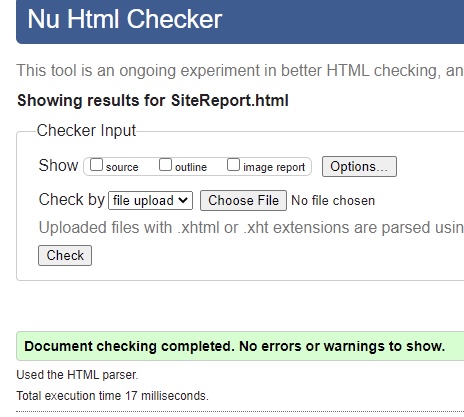 Nu Html Checker
This tool is an ongoing experiment in better HTML checking, an
Showing results for SiteReport.html
Checker Input
Show source outline image report Options...
Check by file upload Choose File No file chosen
Uploaded files with .xhtml or .xht extensions are parsed usin
Check
Document checking completed. No errors or warnings to show.
Used the HTML parser.
Total execution time 17 milliseconds.